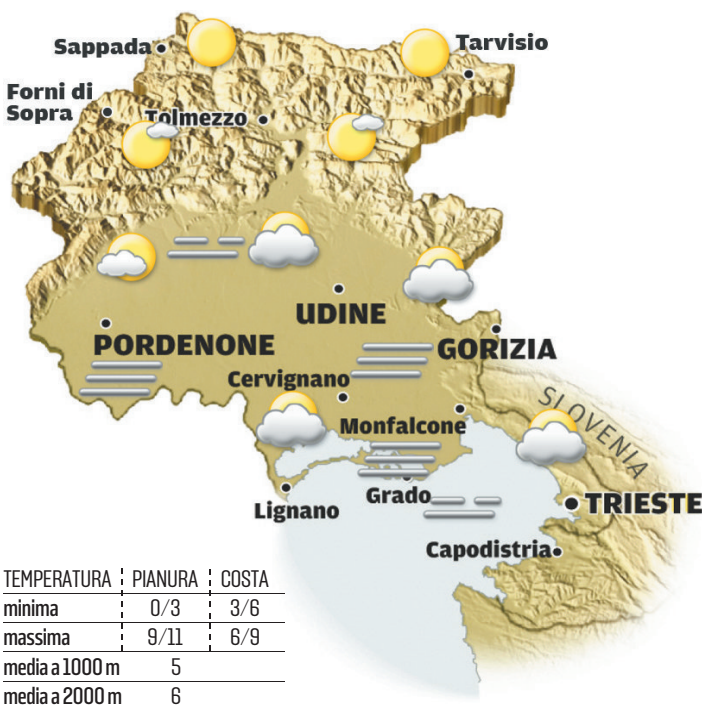 Sappada
Tarvisio
Forni di
Sopra
Tolmezzo
UDINE
PORDENONE
GORIZIA
Cervignano
SLOVENIA
Monfalcone
Grado
Lignano
TRIESTE
Capodistria
TEMPERATURA PIANURA COSTA
minima 0/3 3/6
massima 9/11 6/9
media a 1000 m 5
media a 2000 m 6